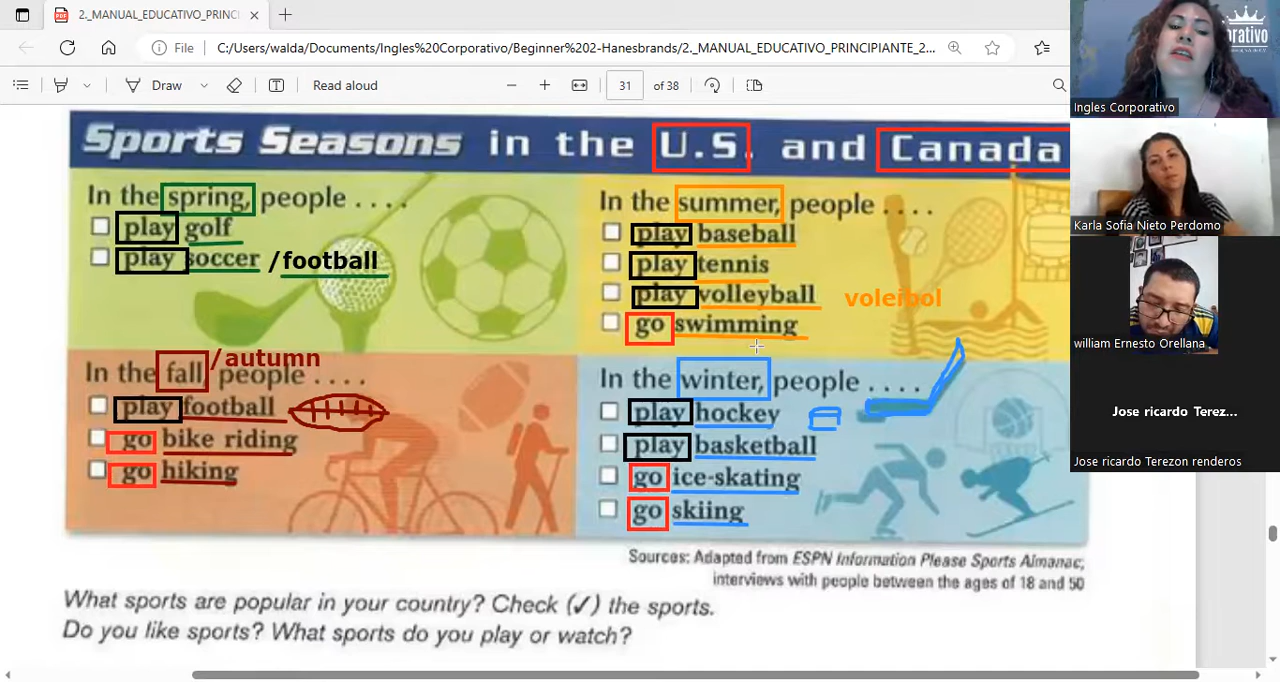 2._MANUAL_EDUCATIVO_PRINCI
File
C:/Users/walda/Documents/Ingles%20Corporativo/Beginner%202-Hanesbrands/2._MANUAL_EDUCATIVO_PRINCIPIANTE_2...
Draw
Read aloud
31
of 38
Sports Seasons in the U.S. and Canada
In the spring, people ....
play golf
play soccer /football
In the summer, people ....
play baseball
play tennis
play volleyball voleibol
go swimming
/autumn
In the fall people ....
play football
go bike riding
go hiking
In the winter, people ....
play hockey
play basketball
go ice-skating
go skiing
Sources: Adapted from ESPN Information Please Sports Almanac;
interviews with people between the ages of 18 and 50
What sports are popular in your country? Check (✓) the sports.
Do you like sports? What sports do you play or watch?
orativo
Ingles Corporativo
Karla Sofia Nieto Perdomo
william Ernesto Orellana
Jose ricardo Terez...
Jose ricardo Terezon renderos